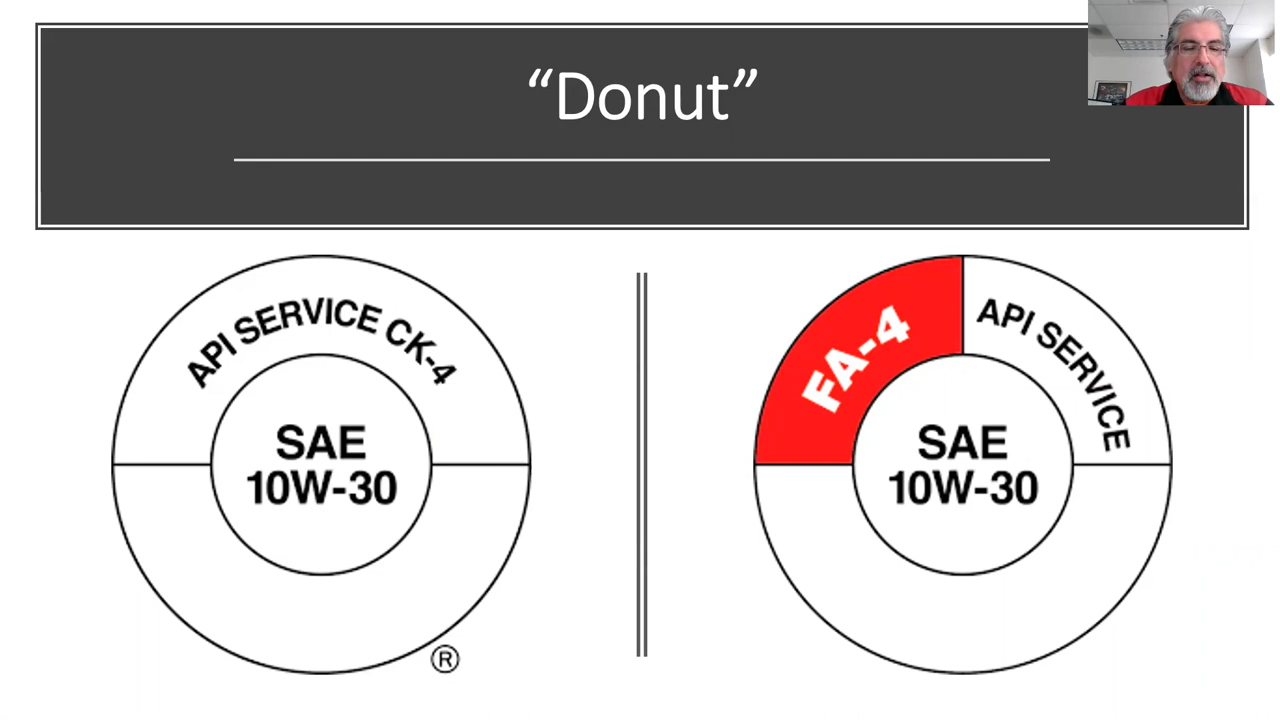 “Donut”
API SERVICE CK-4
SAE
10W-30
®
FA-4
API SERVICE
SAE
10W-30